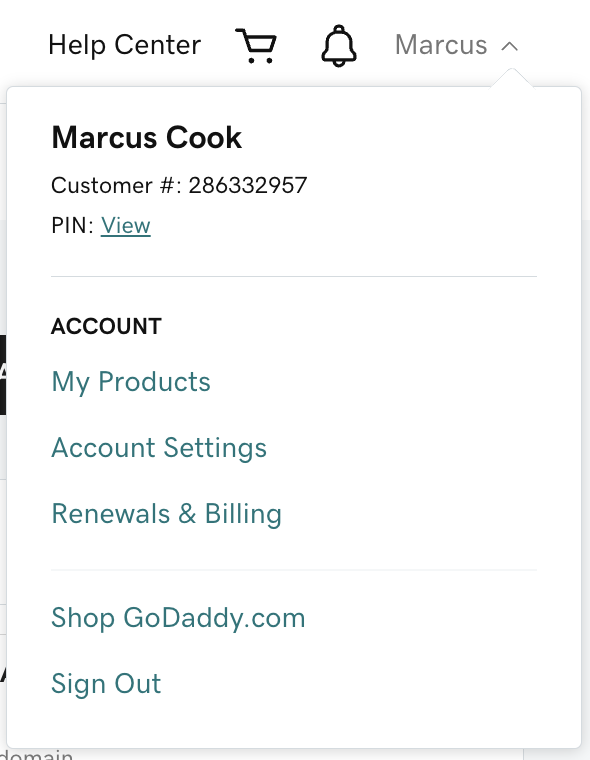 Help Center
Marcus
Marcus Cook
Customer #: 286332957
PIN: View
ACCOUNT
My Products
Account Settings
Renewals & Billing
Shop GoDaddy.com
Sign Out
domain